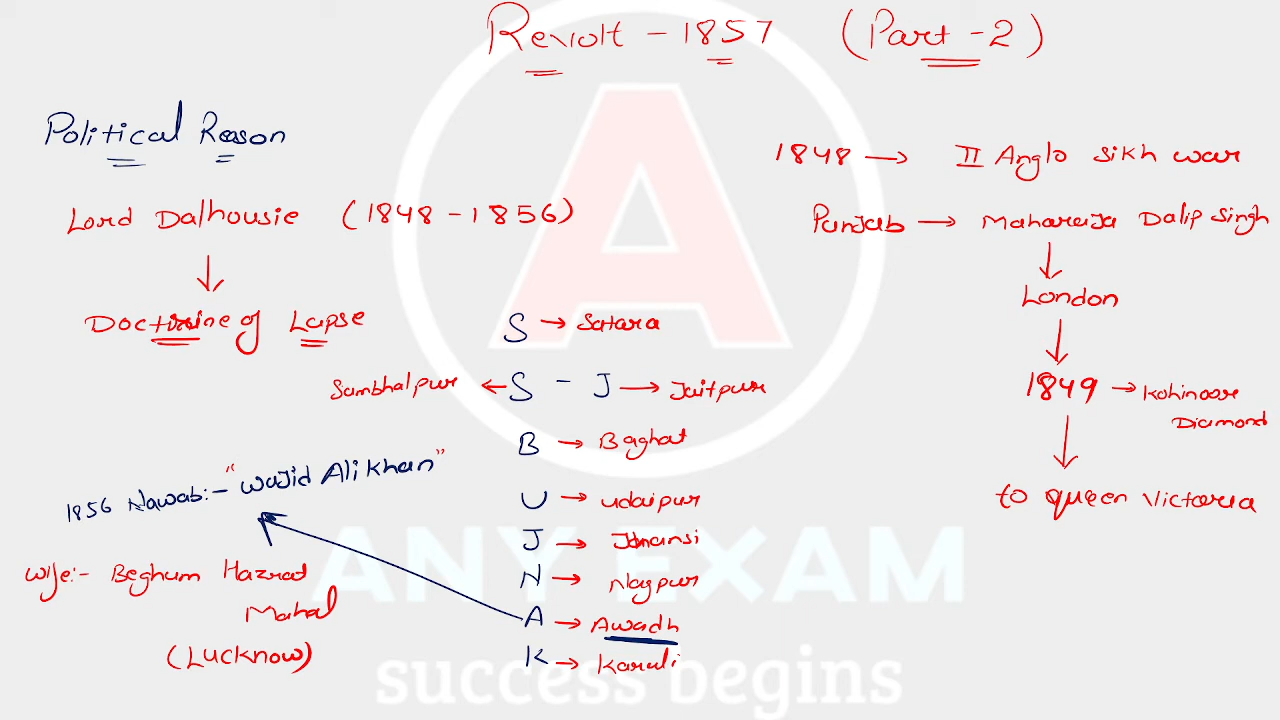 Revolt - 1857 (Part -2)
Political Reason
Lord Dalhousie (1848 - 1856)
Doctrine of Lapse
S → Satara
Sambhalpur ← S - J → Jaitpur
B → Baghat
U → Udaipur
J → Jhansi
N → Nagpur
A → Awadh
K → Karuli
1856 Nawab:- "Wajid Ali Khan"
Wife:- Beghum Hazrat
Mahal
(Lucknow)
1848 → II Anglo Sikh war
Punjab → Maharaja Dalip Singh
London
1849 → Kohinoor
Diamond
to queen Victoria
A
ANY EXAM
success begins